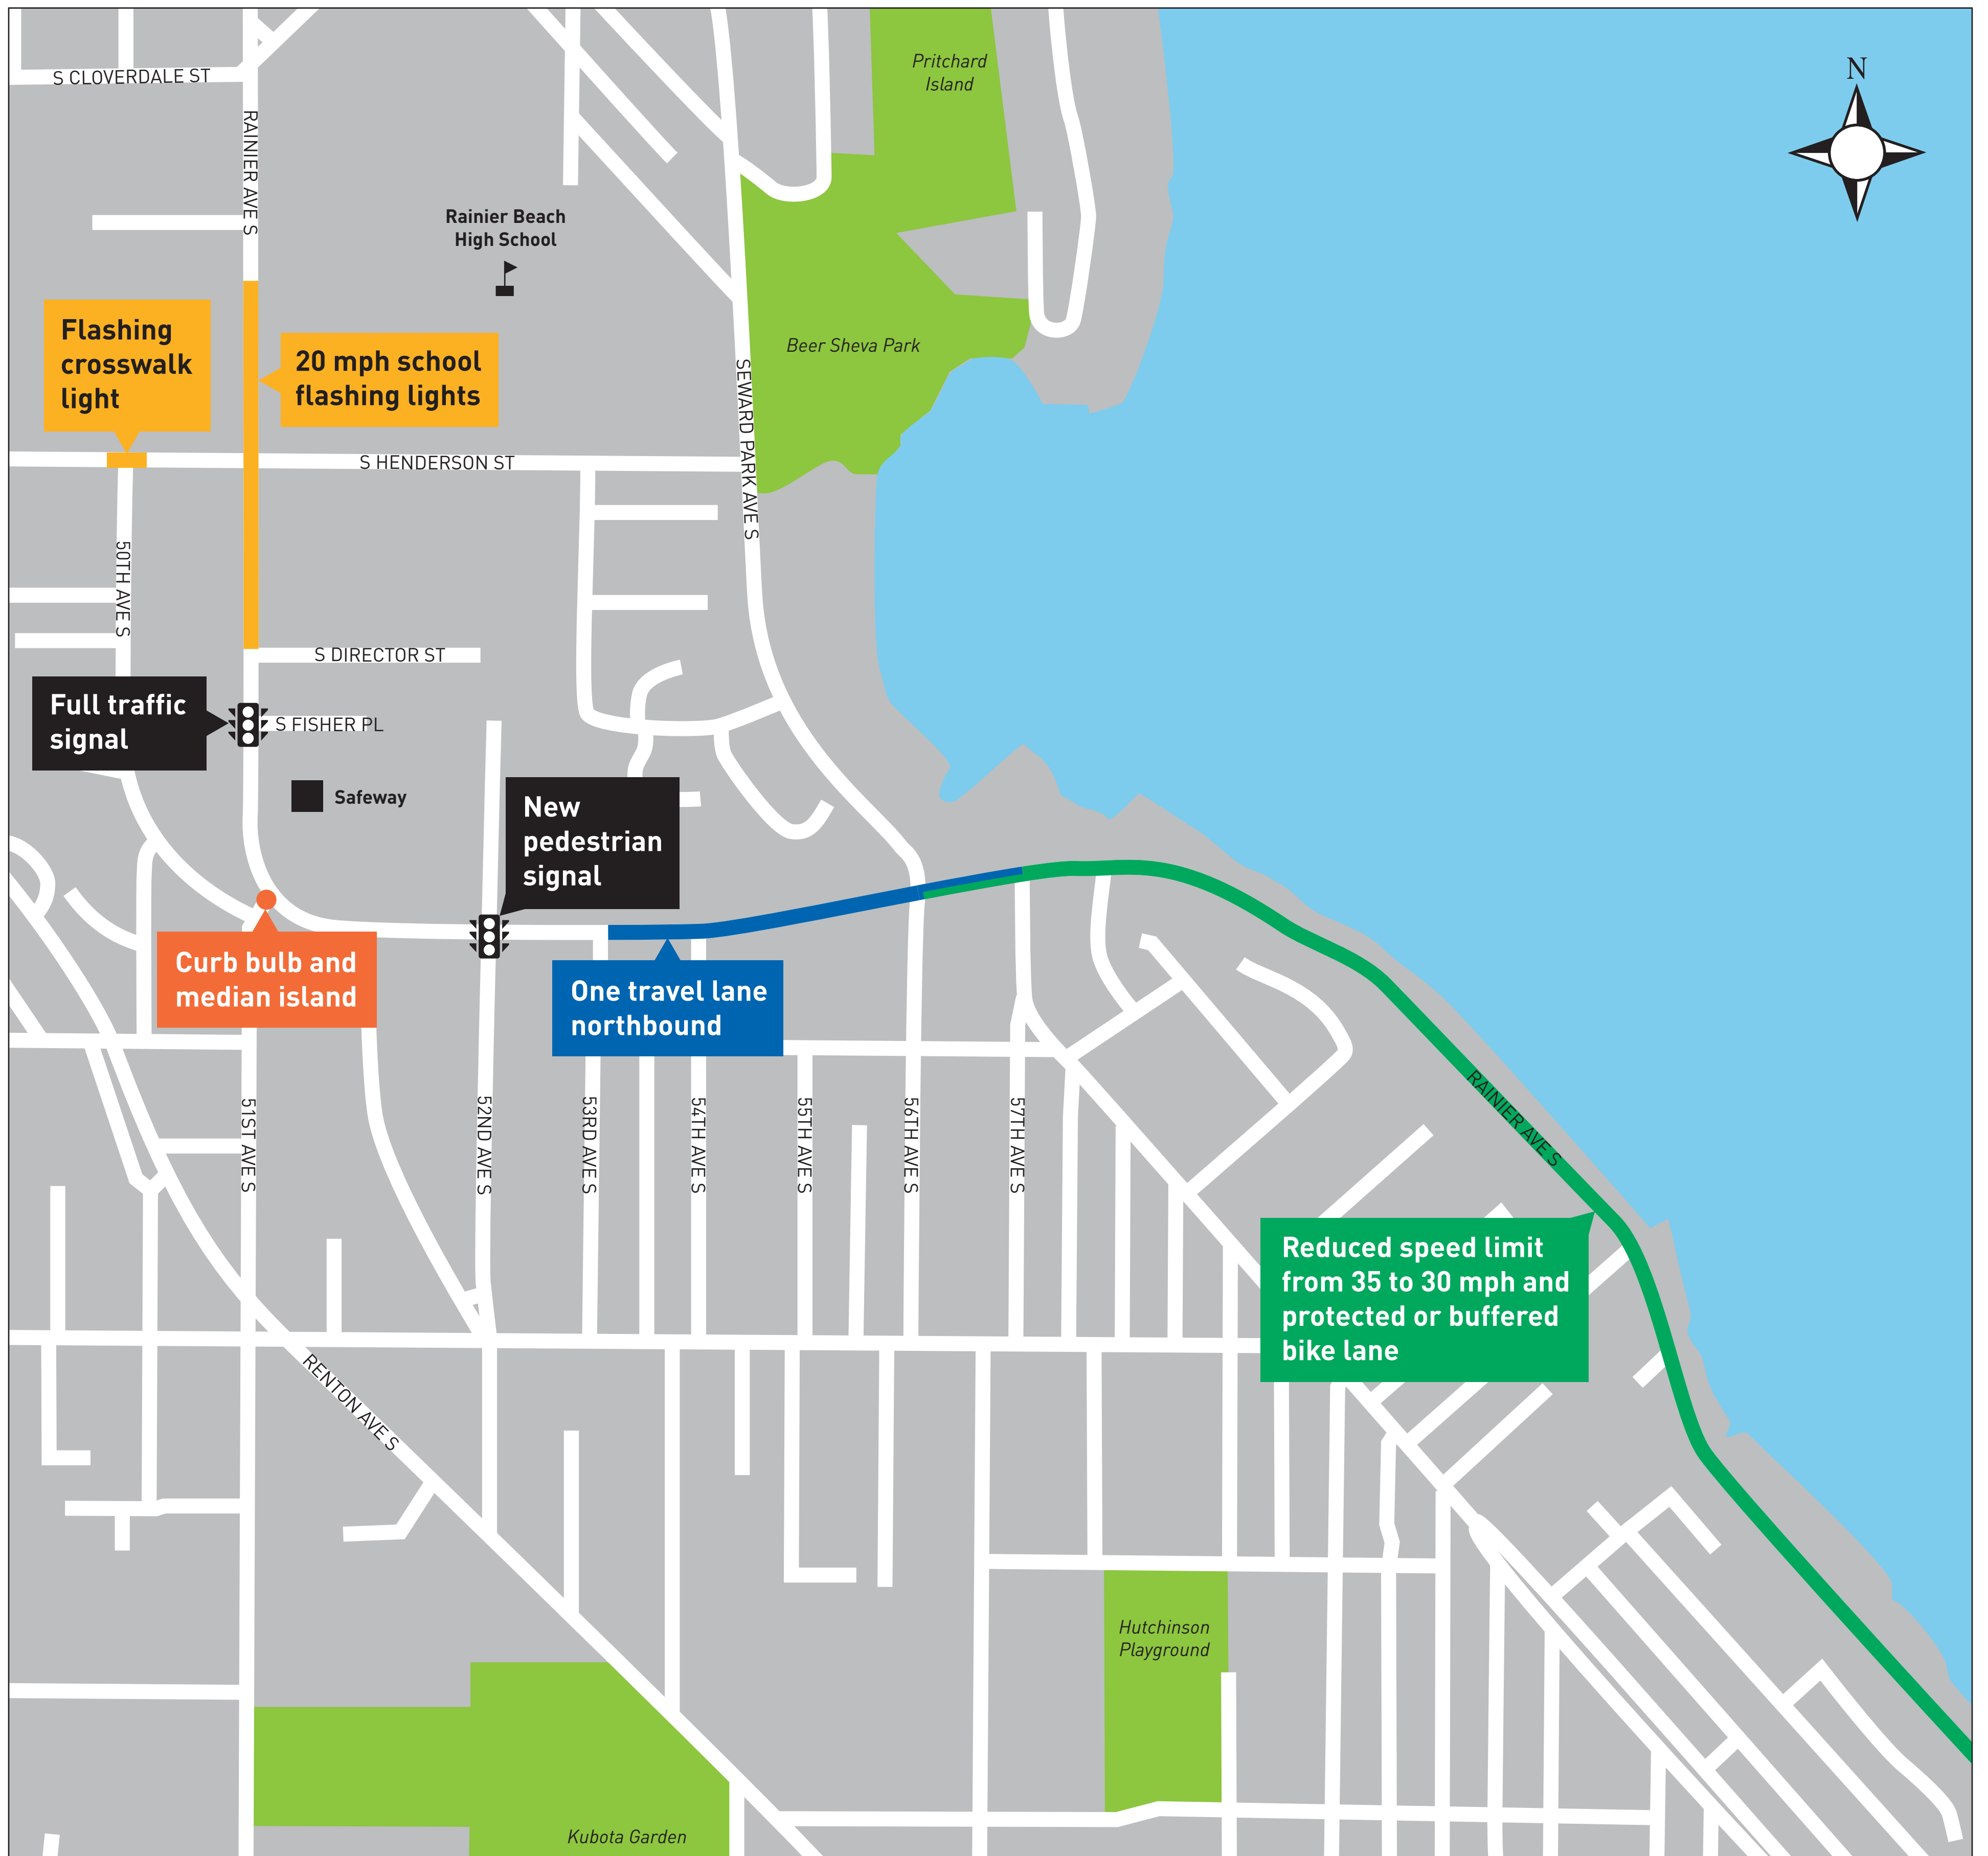 Pritchard
Island
N
S CLOVERDALE ST
RAINIER AVE S
Rainier Beach
High School
Flashing
crosswalk
light
20 mph school
flashing lights
Beer Sheva Park
SEWARD PARK AVE S
S HENDERSON ST
50TH AVE S
S DIRECTOR ST
Full traffic
signal
S FISHER PL
Safeway
New
pedestrian
signal
Curb bulb and
median island
One travel lane
northbound
RAINIER AVE S
51ST AVE S
52ND AVE S
53RD AVE S
54TH AVE S
55TH AVE S
56TH AVE S
57TH AVE S
Reduced speed limit
from 35 to 30 mph and
protected or buffered
bike lane
RENTON AVE S
Hutchinson
Playground
Kubota Garden